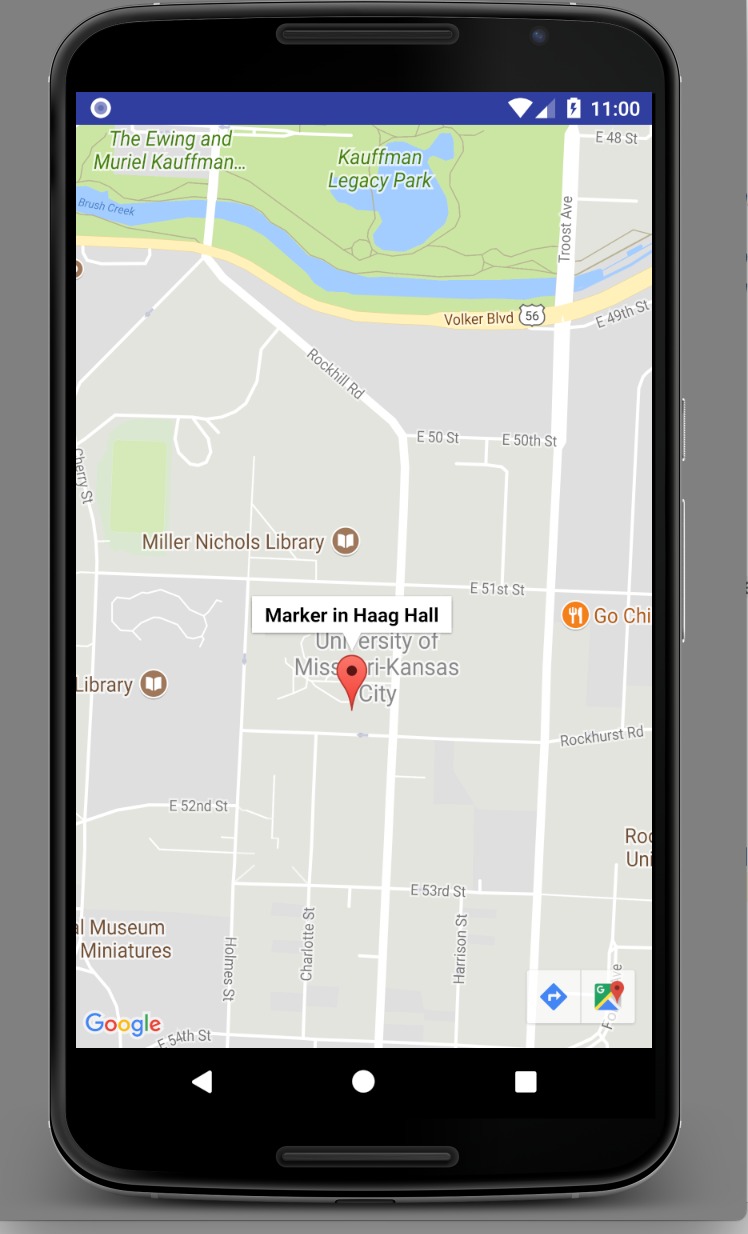 11:00
The Ewing and
Muriel Kauffman...
Kauffman
Legacy Park
E 48 St
Brush Creek
Troost Ave
Volker Blvd
56
E 49th St
Rockhill Rd
E 50 St
E 50th St
Cherry St
Miller Nichols Library
E 51st St
Marker in Haag Hall
Go Chi
University of
Missouri-Kansas
City
Library
Rockhurst Rd
E 52nd St
Roc
Uni
E 53rd St
al Museum
Miniatures
Holmes St
Charlotte St
Harrison St
G
Google
E 54th St